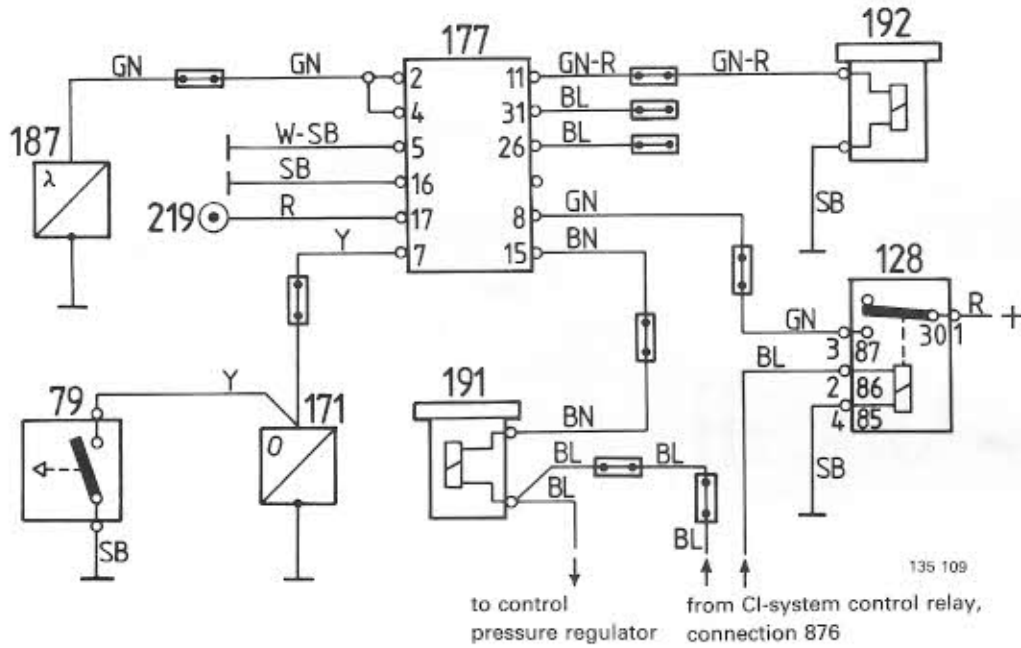 177
192
GN
GN
2
11
GN-R
GN-R
4
31
BL
187
W-SB
5
26
BL
λ
SB
16
219
R
17
8
GN
SB
Y
7
15
BN
128
R
+
30
1
GN
3
87
BL
2
86
4
85
79
Y
171
191
BN
0
BL
BL
BL
SB
SB
BL
135 109
to control
pressure regulator
from CI-system control relay,
connection 876